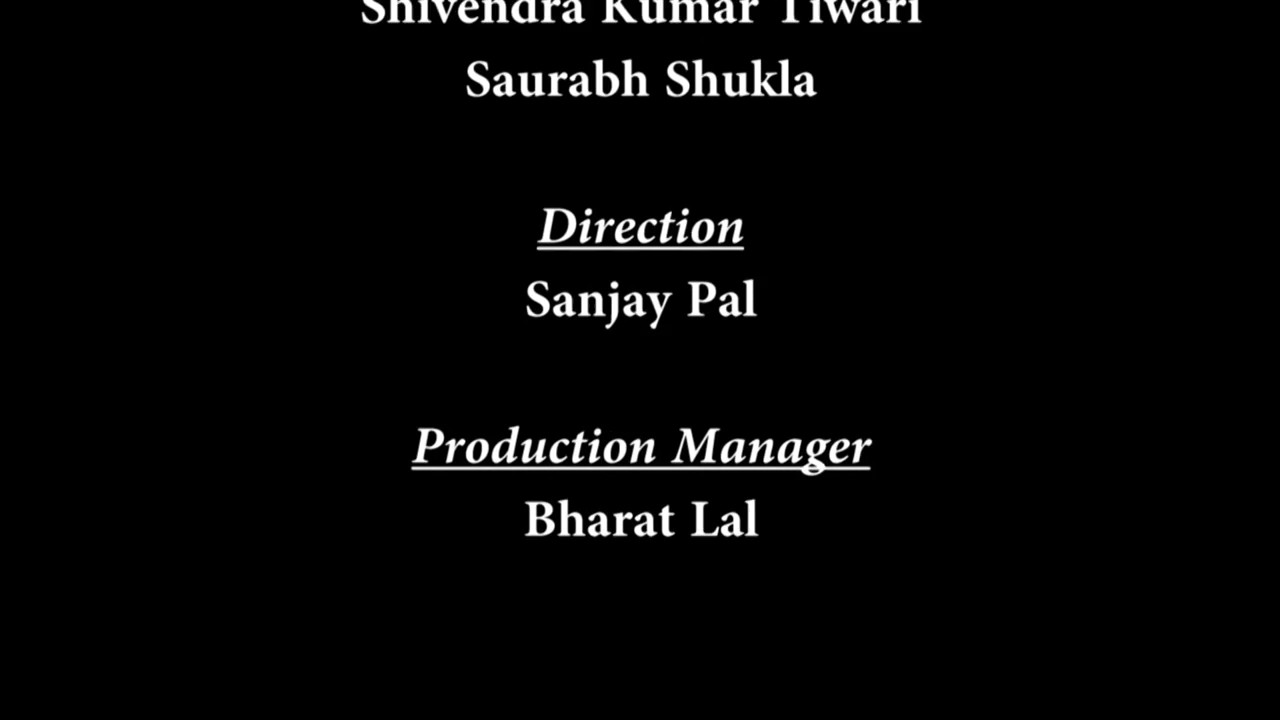 Shivendra Kumar Tiwari
Saurabh Shukla
Direction
Sanjay Pal
Production Manager
Bharat Lal